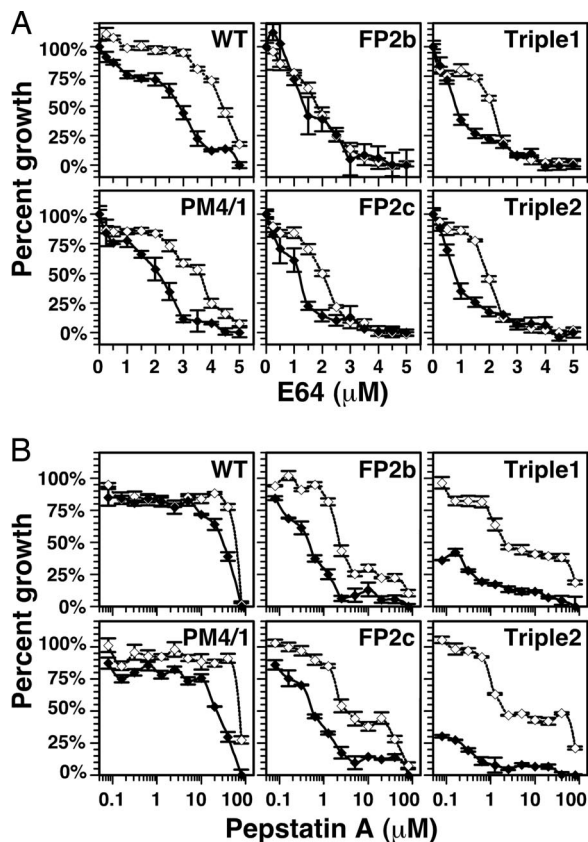 A
WT
FP2b
Triple1
100%
75%
50%
25%
0%
PM4/1
FP2c
Triple2
100%
75%
50%
25%
0%
Percent growth
0 1 2 3 4 5
0 1 2 3 4 5
0 1 2 3 4 5
E64 (μM)
B
WT
FP2b
Triple1
100%
75%
50%
25%
0%
PM4/1
FP2c
Triple2
100%
75%
50%
25%
0%
Percent growth
0.1 1 10 100
0.1 1 10 100
0.1 1 10 100
Pepstatin A (μM)